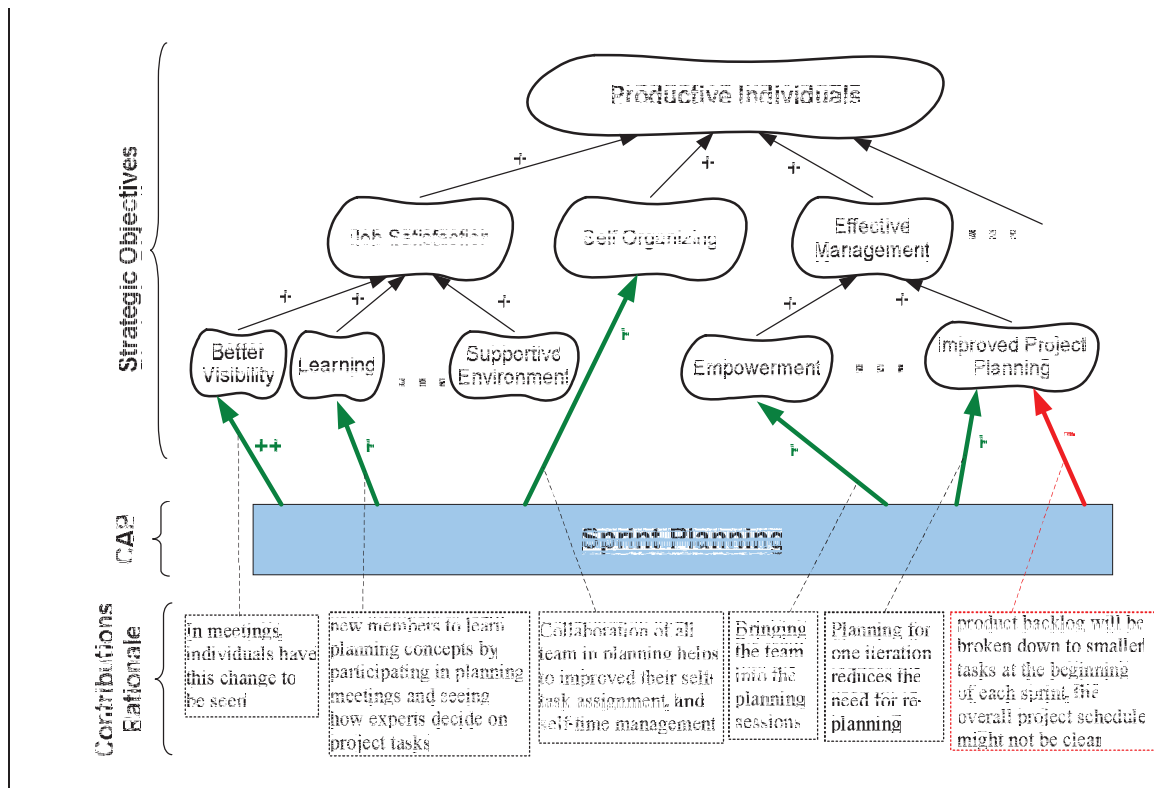 Strategic Objectives
Productive Individuals
+
+
+
Job Satisfaction
Self Organizing
Effective
Management
+
+
+
+
+
Better
Visibility
Learning
Supportive
Environment
Empowerment
Improved Project
Planning
+
++
+
+
+
-
CA2
Sprint Planning
Contributions
Rationale
In meetings,
individuals have
this change to
be seen
new members to learn
planning concepts by
participating in planning
meetings and seeing
how experts decide on
project tasks
Collaboration of all
team in planning helps
to improved their self-
task assignment, and
self-time management
Bringing
the team
into the
planning
sessions
Planning for
one iteration
reduces the
need for re-
planning
product backlog will be
broken down to smaller
tasks at the beginning
of each sprint, the
overall project schedule
might not be clear